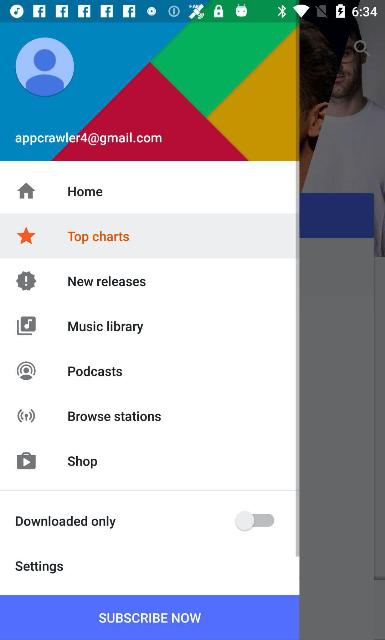 6:34
appcrawler4@gmail.com
Home
Top charts
New releases
Music library
Podcasts
Browse stations
Shop
Downloaded only
Settings
SUBSCRIBE NOW